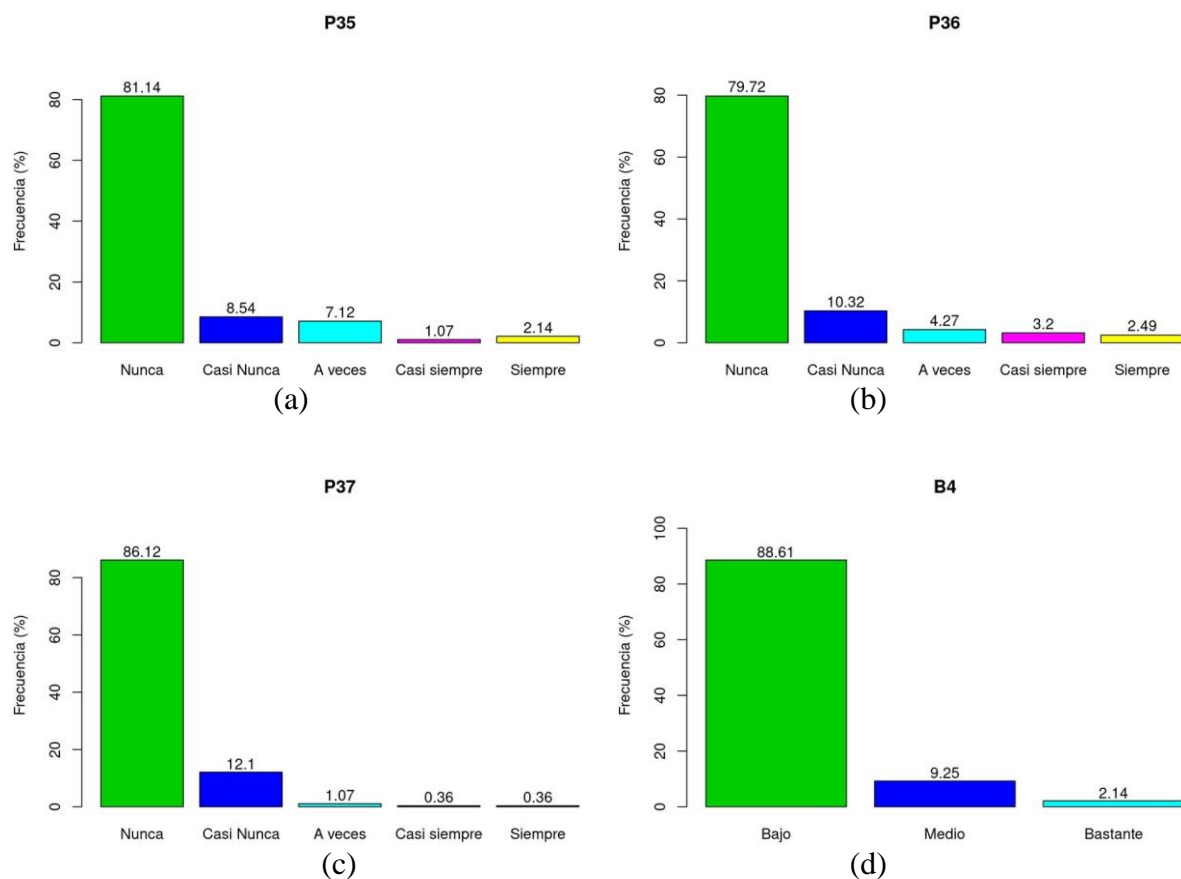 P35
Frecuencia (%)
0 20 40 60 80
81.14
8.54
7.12
1.07
2.14
Nunca Casi Nunca A veces Casi siempre Siempre
(a)
P36
Frecuencia (%)
0 20 40 60 80
79.72
10.32
4.27
3.2
2.49
Nunca Casi Nunca A veces Casi siempre Siempre
(b)
P37
Frecuencia (%)
0 20 40 60 80
86.12
12.1
1.07
0.36
0.36
Nunca Casi Nunca A veces Casi siempre Siempre
(c)
B4
Frecuencia (%)
0 20 40 60 80 100
88.61
9.25
2.14
Bajo Medio Bastante
(d)